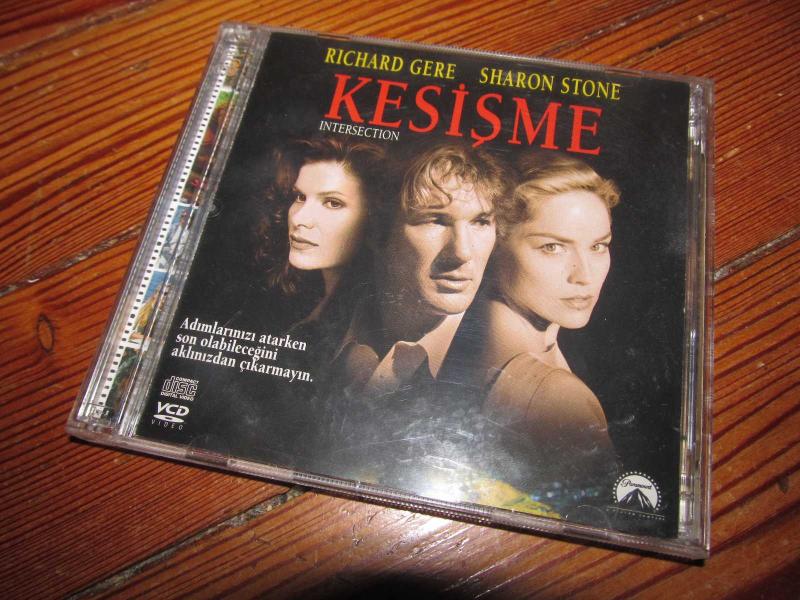 RICHARD GERE SHARON STONE
KESİŞME
INTERSECTION
Adımlarınızı atarken
son olabileceğini
aklınızdan çıkarmayın.
COMPACT
disc
DIGITAL VIDEO
VCD
VIDEO
Paramount